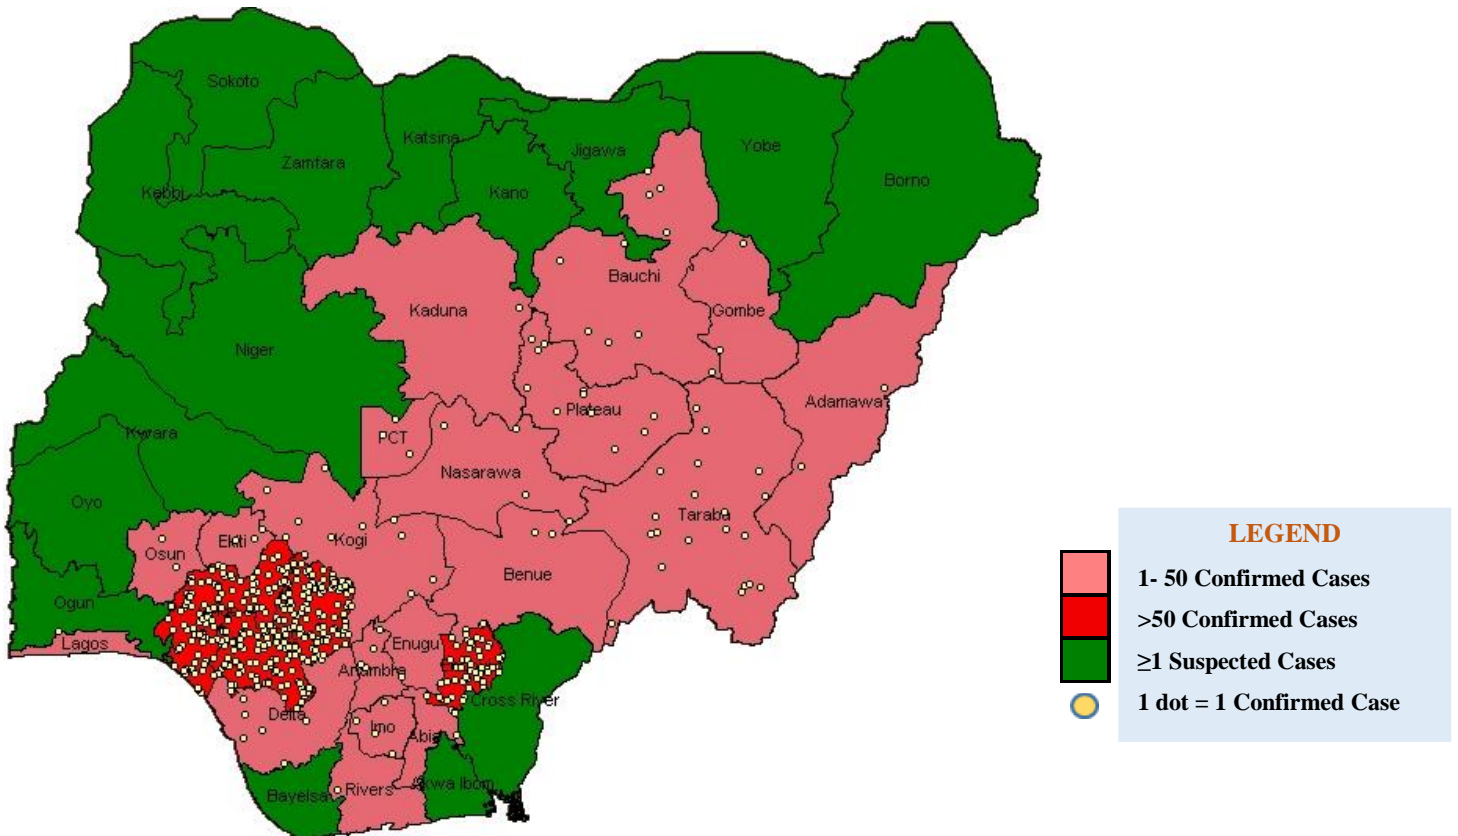 Sokoto
Katsina
Yobe
Jigawa
Zamfara
Borno
Kebbi
Kano
Bauchi
Kaduna
Gombe
Niger
Adamawa
Plateau
Kwara
FCT
Nasarawa
Oyo
Taraba
Ekiti
Kogi
Osun
Benue
Ogun
Lagos
Enugu
Anambra
Cross River
Delta
Imo
Abia
Akwa Ibom
Rivers
Bayelsa
LEGEND
1- 50 Confirmed Cases
>50 Confirmed Cases
≥1 Suspected Cases
1 dot = 1 Confirmed Case